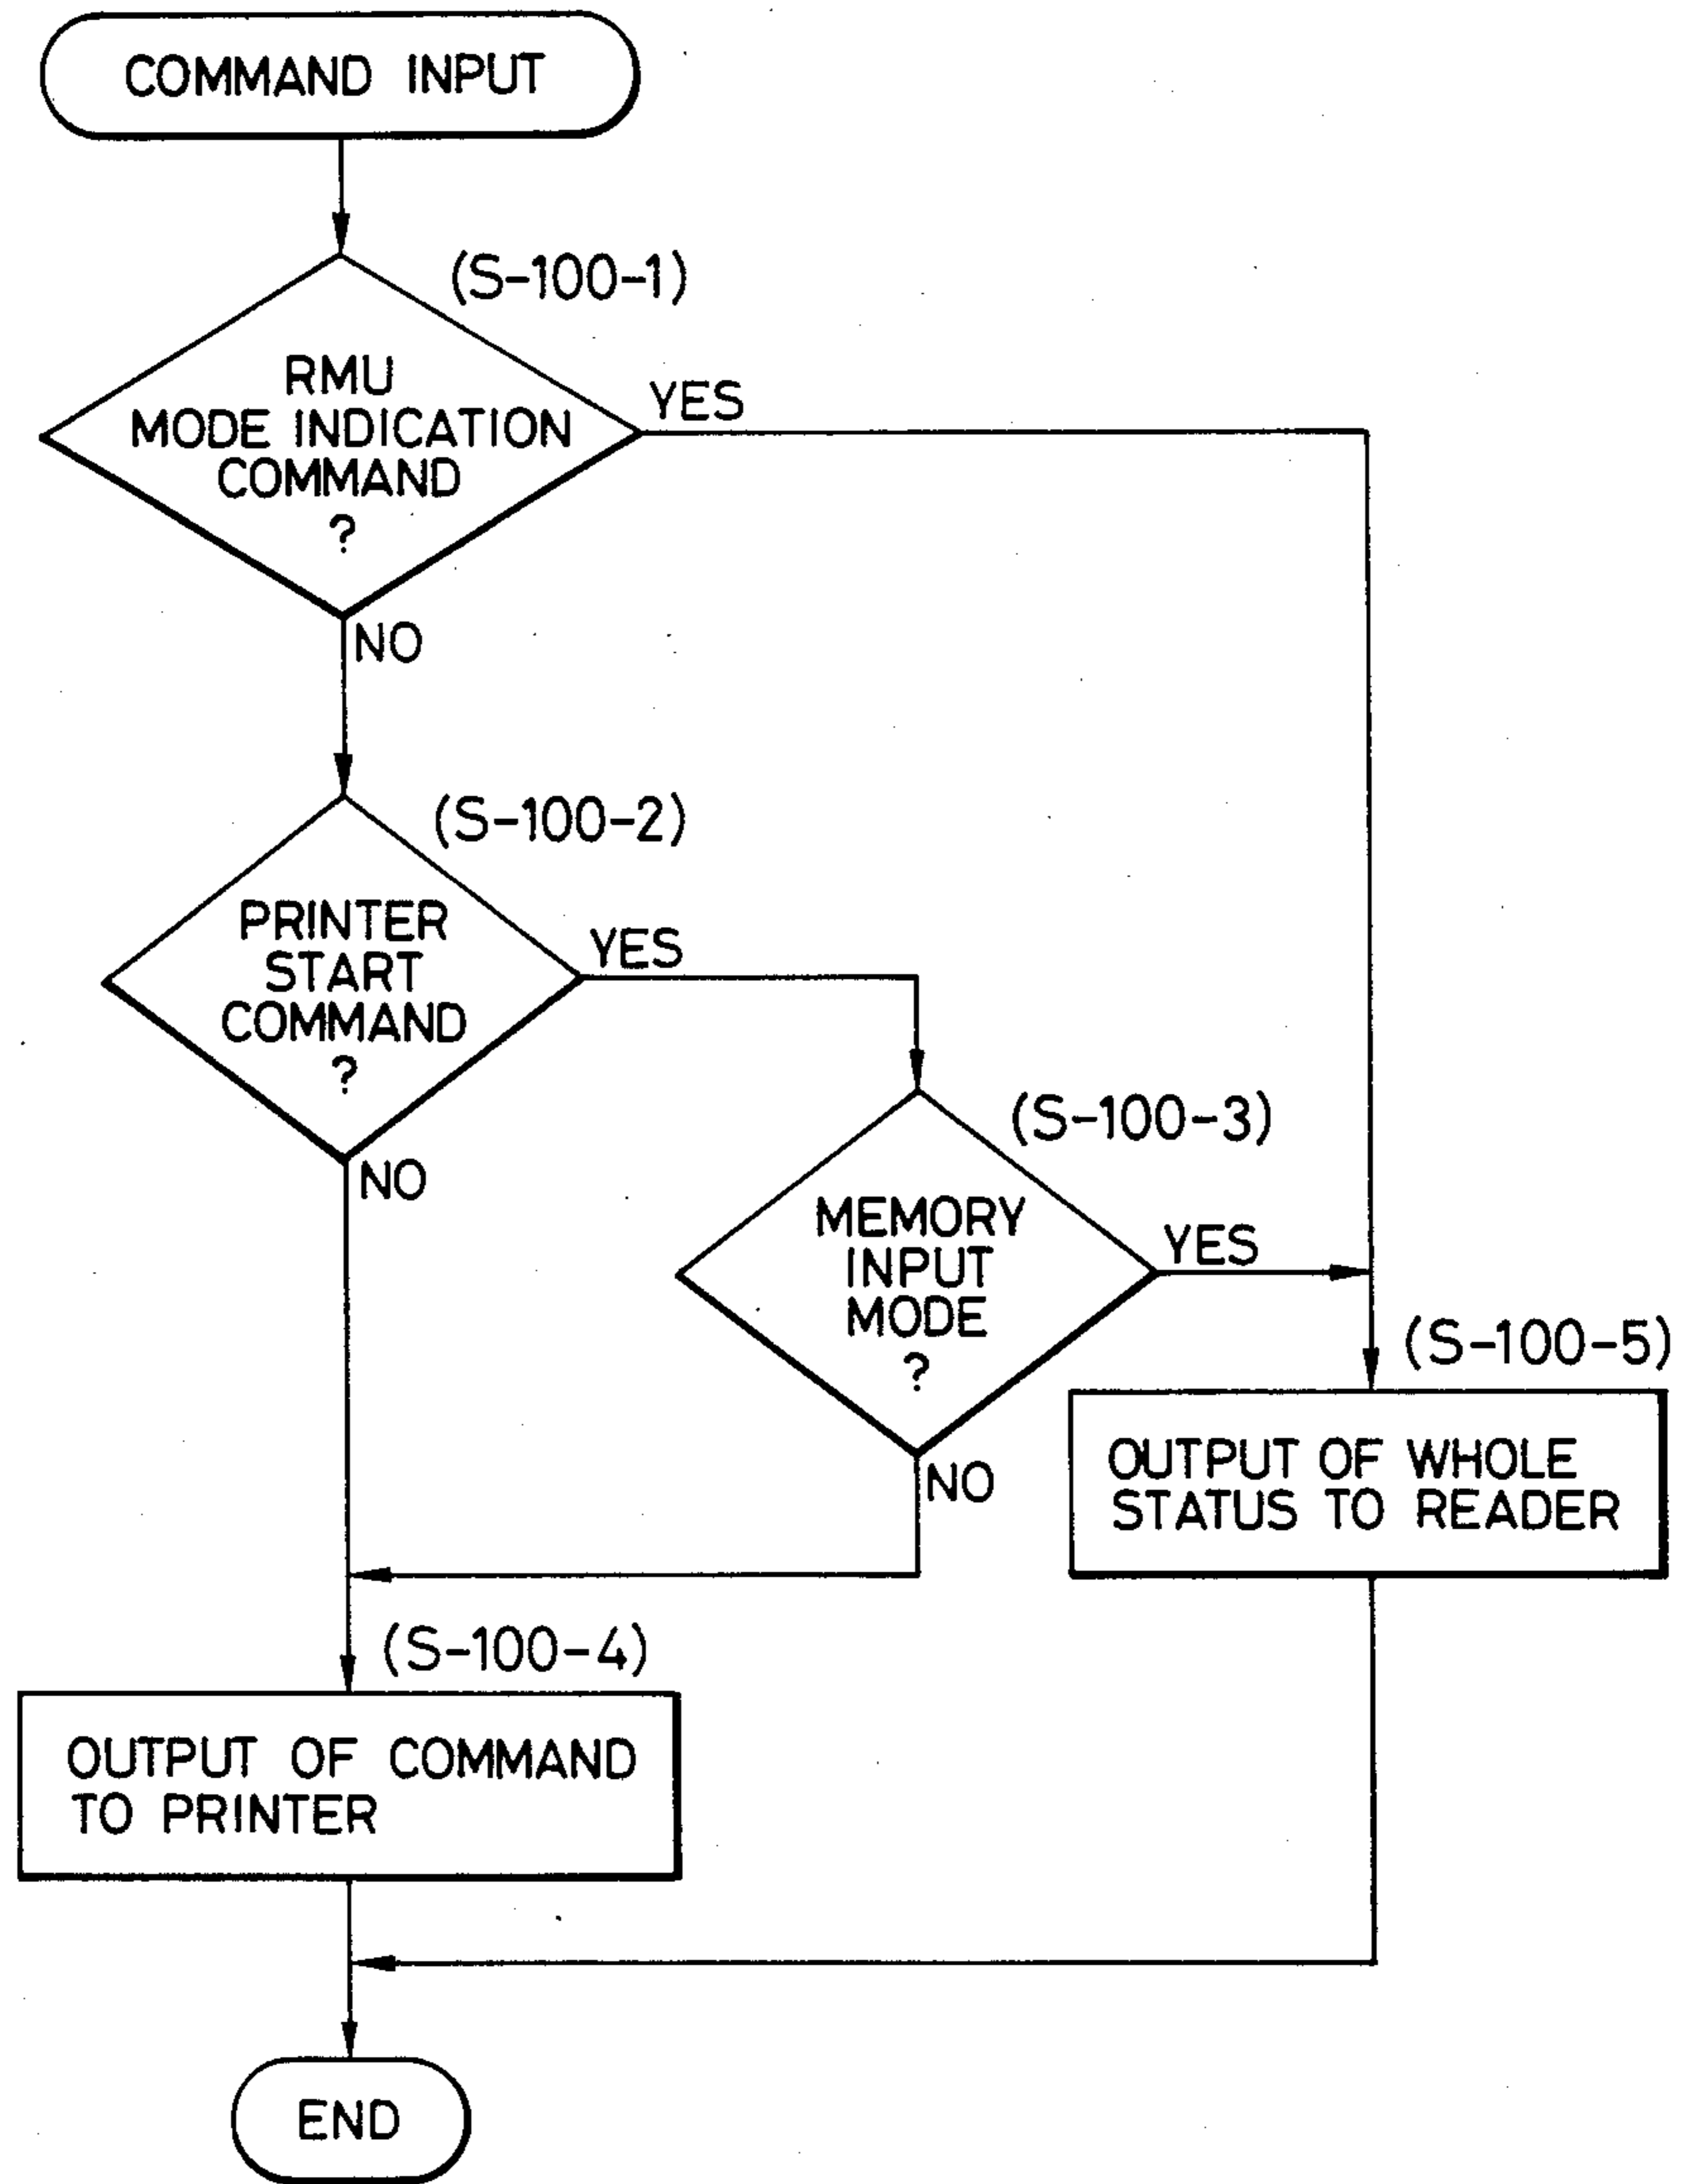 COMMAND INPUT
(S-100-1)
RMU
MODE INDICATION
COMMAND
?
YES
NO
(S-100-2)
PRINTER
START
COMMAND
?
YES
NO
(S-100-3)
MEMORY
INPUT
MODE
?
YES
NO
(S-100-5)
OUTPUT OF WHOLE
STATUS TO READER
(S-100-4)
OUTPUT OF COMMAND
TO PRINTER
END